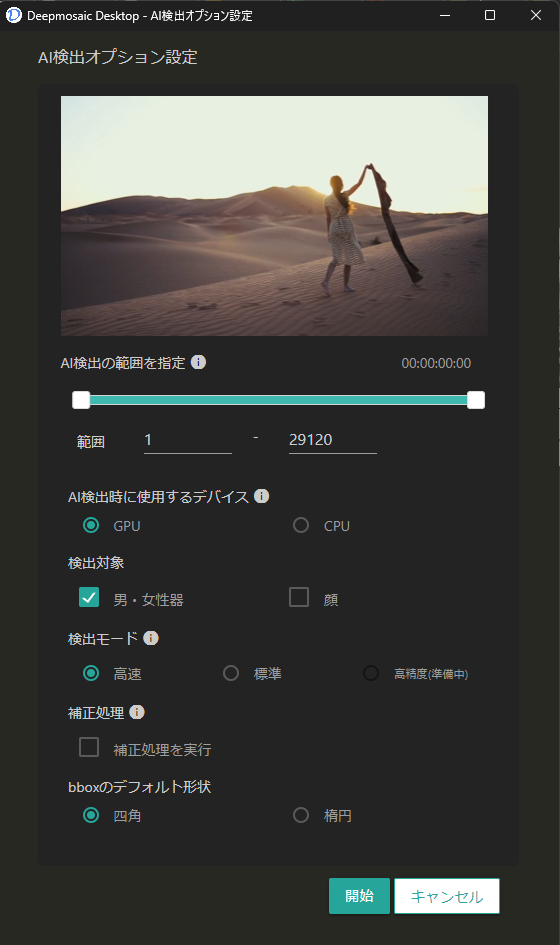 Deepmosaic Desktop - AI検出オプション設定
AI検出オプション設定
AI検出の範囲を指定
00:00:00:00
範囲 1 - 29120
AI検出時に使用するデバイス
GPU CPU
検出対象
男・女性器 顔
検出モード
高速 標準 高精度(準備中)
補正処理
補正処理を実行
bboxのデフォルト形状
四角 楕円
開始 キャンセル